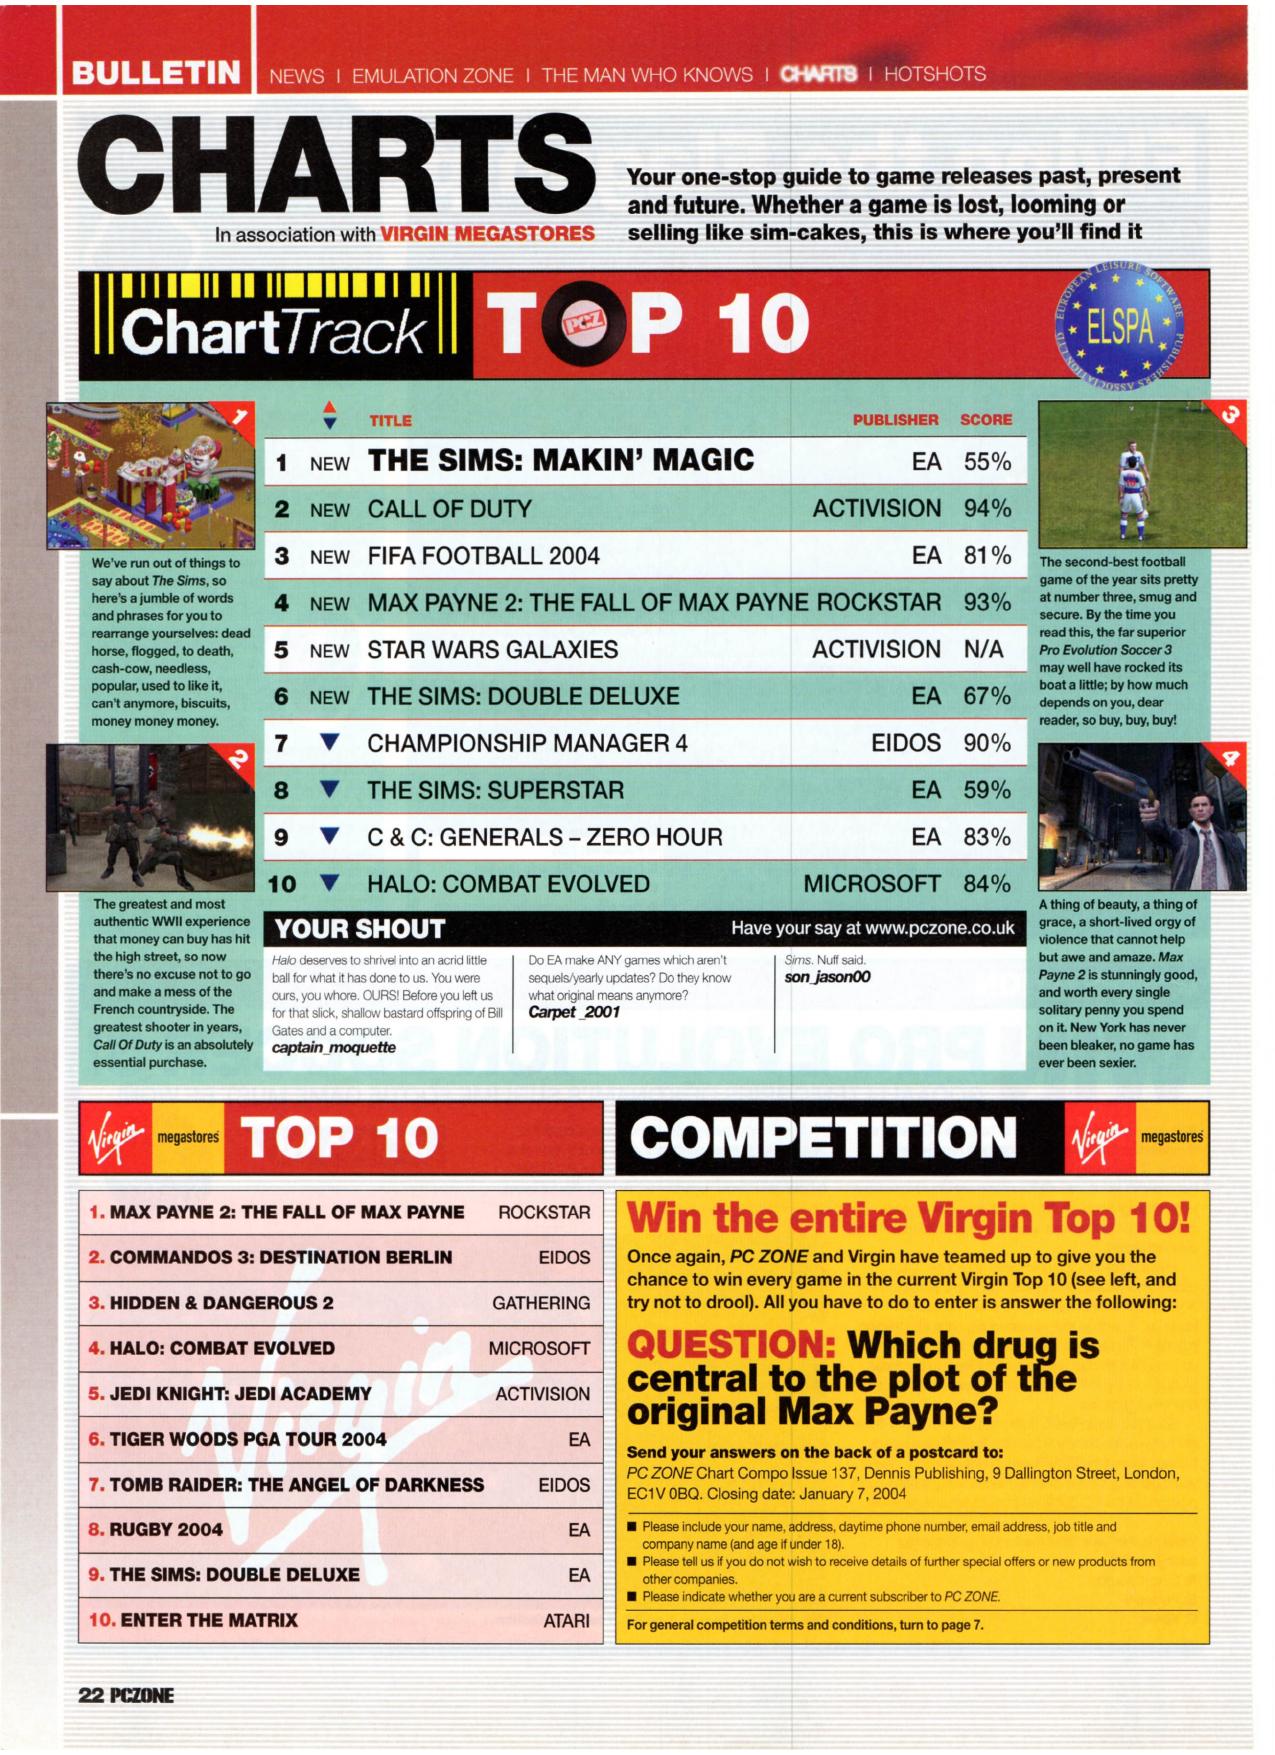 BULLETIN
NEWS | EMULATION ZONE | THE MAN WHO KNOWS | CHARTS | HOTSHOTS
CHARTS
In association with VIRGIN MEGASTORES
Your one-stop guide to game releases past, present
and future. Whether a game is lost, looming or
selling like sim-cakes, this is where you'll find it
ChartTrack
TOP 10
PCZ
EUROPEAN LEISURE SOFTWARE PUBLISHERS ASSOCIATION LTD
ELSPA
1
We've run out of things to
say about The Sims, so
here's a jumble of words
and phrases for you to
rearrange yourselves: dead
horse, flogged, to death,
cash-cow, needless,
popular, used to like it,
can't anymore, biscuits,
money money money.
2
The greatest and most
authentic WWII experience
that money can buy has hit
the high street, so now
there's no excuse not to go
and make a mess of the
French countryside. The
greatest shooter in years,
Call Of Duty is an absolutely
essential purchase.
TITLE PUBLISHER SCORE
1 NEW THE SIMS: MAKIN' MAGIC EA 55%
2 NEW CALL OF DUTY ACTIVISION 94%
3 NEW FIFA FOOTBALL 2004 EA 81%
4 NEW MAX PAYNE 2: THE FALL OF MAX PAYNE ROCKSTAR 93%
5 NEW STAR WARS GALAXIES ACTIVISION N/A
6 NEW THE SIMS: DOUBLE DELUXE EA 67%
7 ▼ CHAMPIONSHIP MANAGER 4 EIDOS 90%
8 ▼ THE SIMS: SUPERSTAR EA 59%
9 ▼ C & C: GENERALS – ZERO HOUR EA 83%
10 ▼ HALO: COMBAT EVOLVED MICROSOFT 84%
3
The second-best football
game of the year sits pretty
at number three, smug and
secure. By the time you
read this, the far superior
Pro Evolution Soccer 3
may well have rocked its
boat a little; by how much
depends on you, dear
reader, so buy, buy, buy!
4
A thing of beauty, a thing of
grace, a short-lived orgy of
violence that cannot help
but awe and amaze. Max
Payne 2 is stunningly good,
and worth every single
solitary penny you spend
on it. New York has never
been bleaker, no game has
ever been sexier.
YOUR SHOUT
Have your say at www.pczone.co.uk
Halo deserves to shrivel into an acrid little
ball for what it has done to us. You were
ours, you whore. OURS! Before you left us
for that slick, shallow bastard offspring of Bill
Gates and a computer.
captain_moquette
Do EA make ANY games which aren't
sequels/yearly updates? Do they know
what original means anymore?
Carpet_2001
Sims. Nuff said.
son_jason00
Virgin megastores TOP 10
1. MAX PAYNE 2: THE FALL OF MAX PAYNE ROCKSTAR
2. COMMANDOS 3: DESTINATION BERLIN EIDOS
3. HIDDEN & DANGEROUS 2 GATHERING
4. HALO: COMBAT EVOLVED MICROSOFT
5. JEDI KNIGHT: JEDI ACADEMY ACTIVISION
6. TIGER WOODS PGA TOUR 2004 EA
7. TOMB RAIDER: THE ANGEL OF DARKNESS EIDOS
8. RUGBY 2004 EA
9. THE SIMS: DOUBLE DELUXE EA
10. ENTER THE MATRIX ATARI
Virgin
COMPETITION Virgin megastores
Win the entire Virgin Top 10!
Once again, PC ZONE and Virgin have teamed up to give you the
chance to win every game in the current Virgin Top 10 (see left, and
try not to drool). All you have to do to enter is answer the following:
QUESTION: Which drug is
central to the plot of the
original Max Payne?
Send your answers on the back of a postcard to:
PC ZONE Chart Compo Issue 137, Dennis Publishing, 9 Dallington Street, London,
EC1V 0BQ. Closing date: January 7, 2004
■ Please include your name, address, daytime phone number, email address, job title and
company name (and age if under 18).
■ Please tell us if you do not wish to receive details of further special offers or new products from
other companies.
■ Please indicate whether you are a current subscriber to PC ZONE.
For general competition terms and conditions, turn to page 7.
22 PCZONE